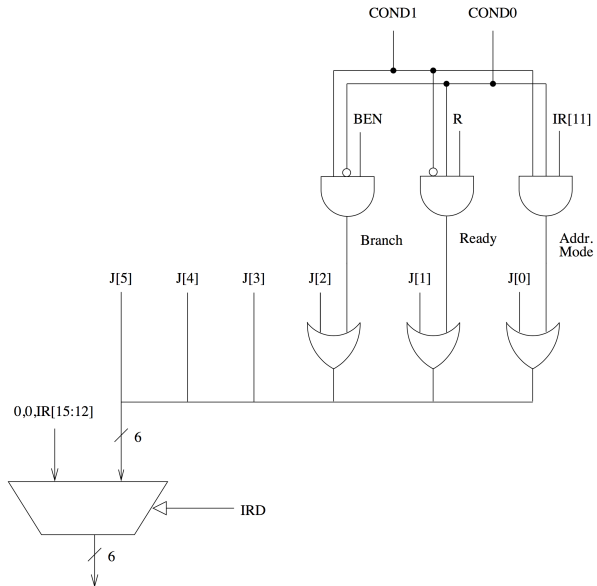 COND1 COND0
BEN R IR[11]
Branch Ready Addr.
Mode
J[5] J[4] J[3] J[2] J[1] J[0]
0,0,IR[15:12]
6
IRD
6